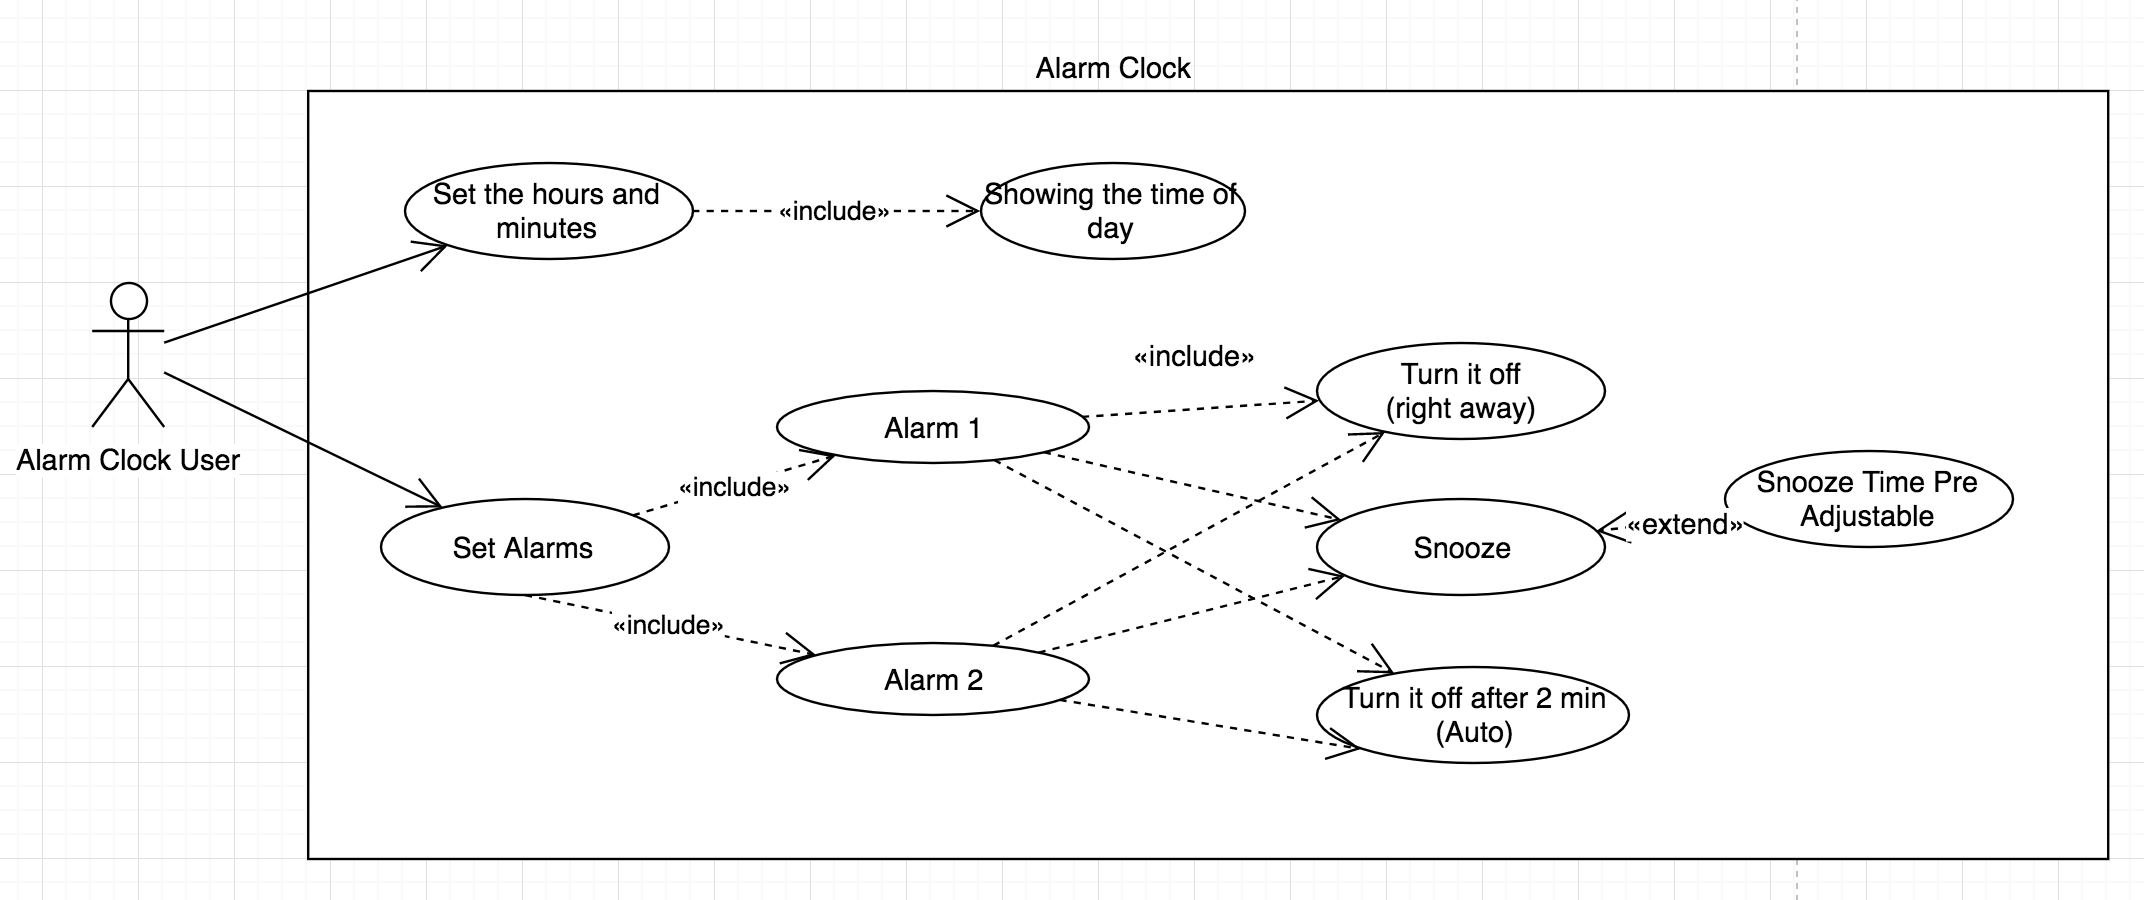 Alarm Clock
Set the hours and
minutes
«include»
Showing the time of
day
Alarm Clock User
«include»
Turn it off
(right away)
Alarm 1
«include»
Set Alarms
Snooze
«extend»
Snooze Time Pre
Adjustable
«include»
Alarm 2
Turn it off after 2 min
(Auto)